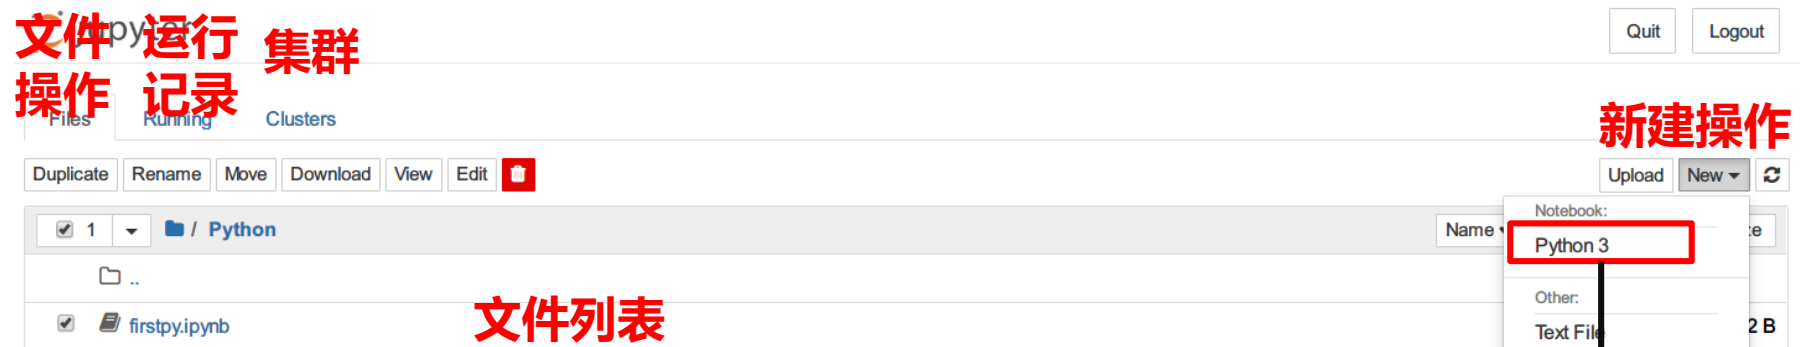 jupyter
Quit Logout
文件 运行 集群
操作 记录
Files Running Clusters
新建操作
Duplicate Rename Move Download View Edit
Upload New
1 / Python
Name
Notebook:
Python 3
..
Other:
firstpy.ipynb
文件列表
Text File
2 B